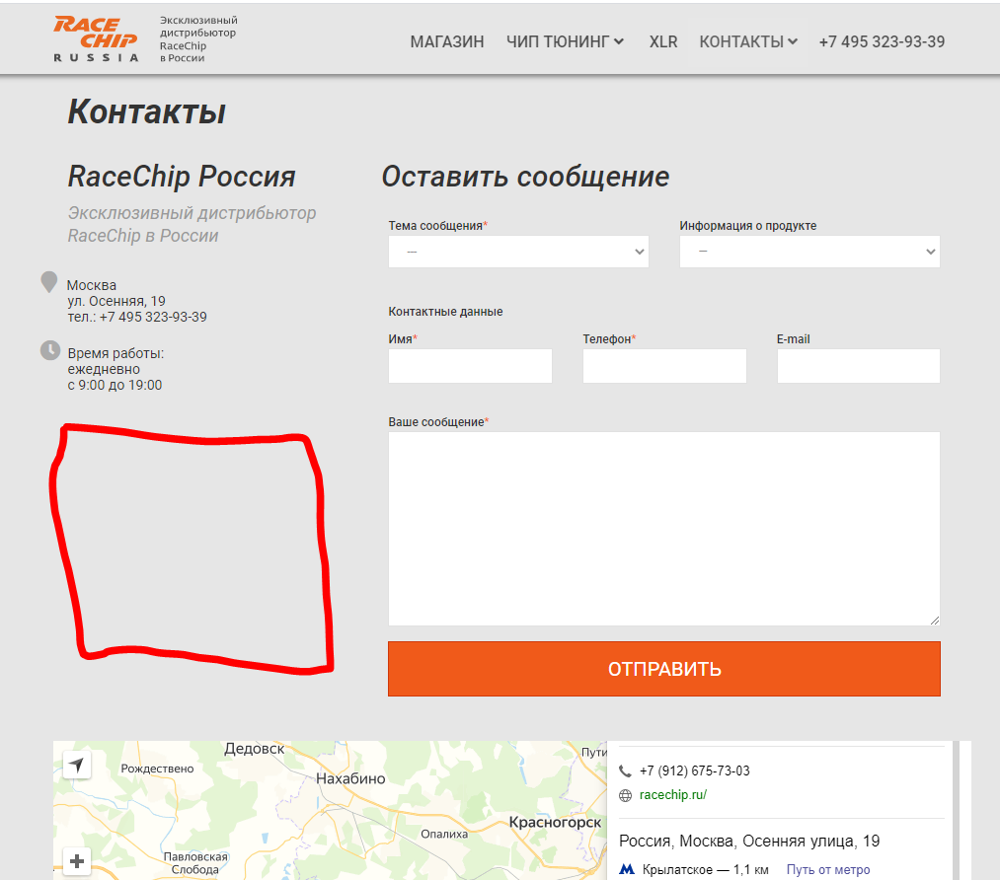 RACE
CHIP
RUSSIA
Эксклюзивный
дистрибьютор
RaceChip
в России
МАГАЗИН
ЧИП ТЮНИНГ
XLR
КОНТАКТЫ
+7 495 323-93-39
Контакты
RaceChip Россия
Эксклюзивный дистрибьютор
RaceChip в России
Москва
ул. Осенняя, 19
тел.: +7 495 323-93-39
Время работы:
ежедневно
с 9:00 до 19:00
Оставить сообщение
Тема сообщения*
Информация о продукте
---
—
Контактные данные
Имя*
Телефон*
E-mail
Ваше сообщение*
ОТПРАВИТЬ
Дедовск
Рождествено
Нахабино
Пути
Красногорск
Опалиха
Павловская
Слобода
+7 (912) 675-73-03
racechip.ru/
Россия, Москва, Осенняя улица, 19
Крылатское — 1,1 км
Путь от метро